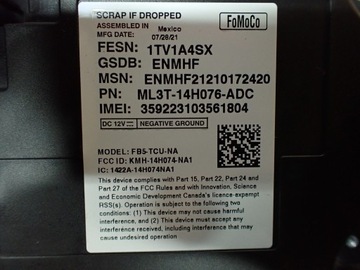 SCRAP IF DROPPED
ASSEMBLED IN Mexico
MFG DATE: 07/28/21
FoMoCo
FESN: 1TV1A4SX
GSDB: ENMHF
MSN: ENMHF21210172420
PN: ML3T-14H076-ADC
IMEI: 359223103561804
DC 12V NEGATIVE GROUND
MODEL: FB5-TCU-NA
FCC ID: KMH-14H074-NA1
IC: 1422A-14H074NA1
This device complies with Part 15, Part 22, Part 24 and
Part 27 of the FCC Rules and with Innovation, Science
and Economic Development Canada's licence-exempt
RSS(s). Operation is subject to the following two
conditions: (1) This device may not cause harmful
interference, and (2) This device must accept any
interference received, including interference that may
cause undesired operation